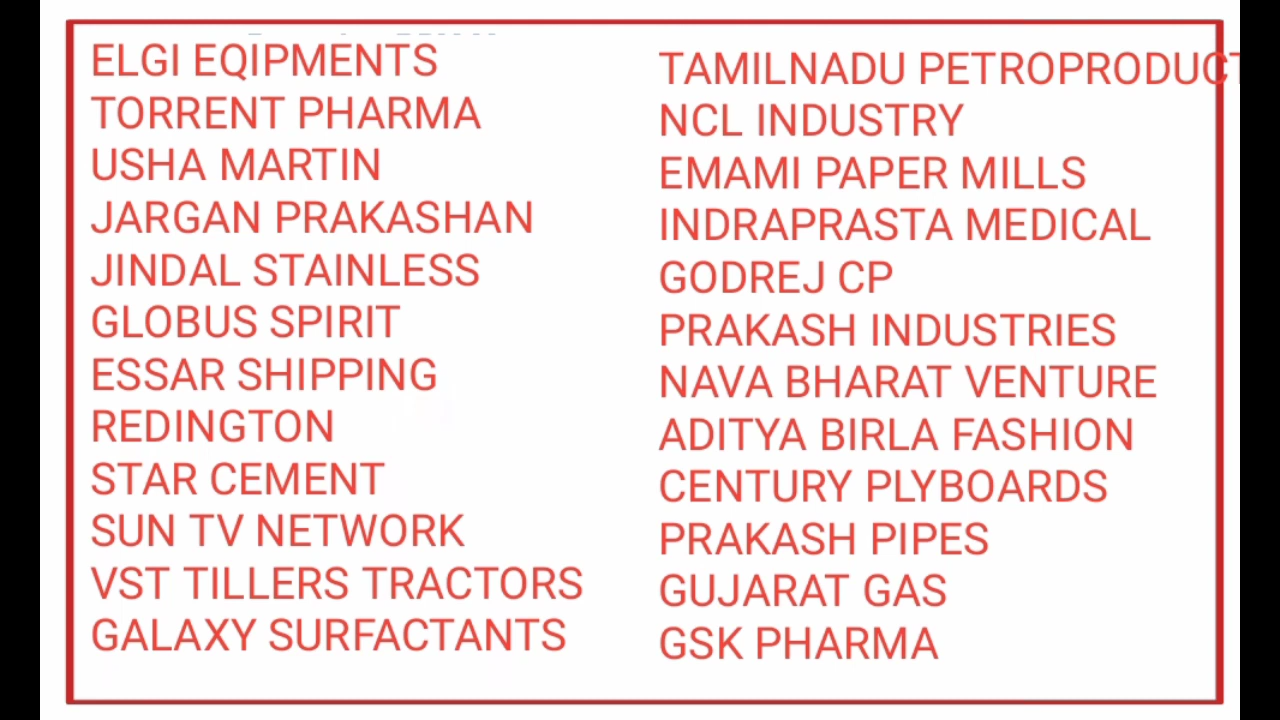 ELGI EQIPMENTS
TORRENT PHARMA
USHA MARTIN
JARGAN PRAKASHAN
JINDAL STAINLESS
GLOBUS SPIRIT
ESSAR SHIPPING
REDINGTON
STAR CEMENT
SUN TV NETWORK
VST TILLERS TRACTORS
GALAXY SURFACTANTS
TAMILNADU PETROPRODUCT
NCL INDUSTRY
EMAMI PAPER MILLS
INDRAPRASTA MEDICAL
GODREJ CP
PRAKASH INDUSTRIES
NAVA BHARAT VENTURE
ADITYA BIRLA FASHION
CENTURY PLYBOARDS
PRAKASH PIPES
GUJARAT GAS
GSK PHARMA